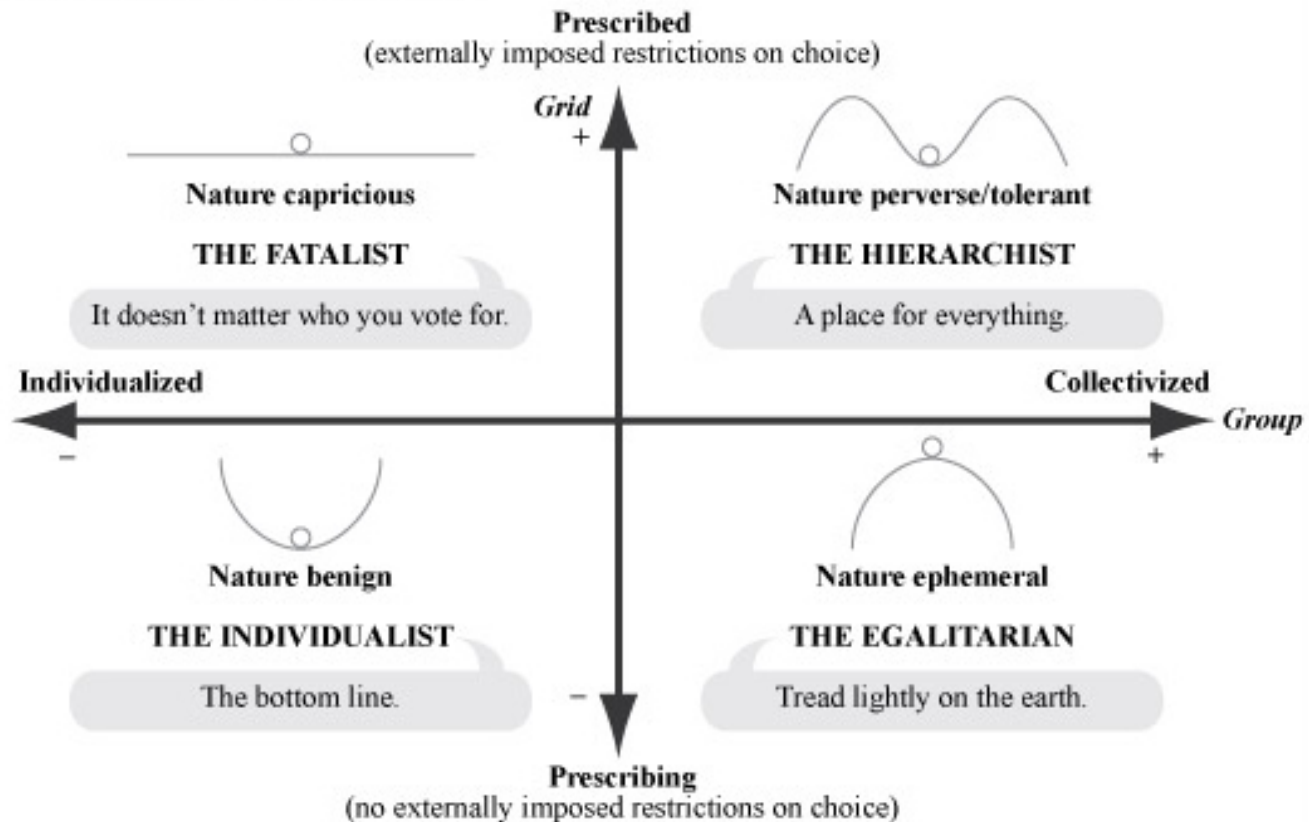 Prescribed
(externally imposed restrictions on choice)
Grid
+
Nature capricious
Nature perverse/tolerant
THE FATALIST
THE HIERARCHIST
It doesn't matter who you vote for.
A place for everything.
Individualized
Collectivized
Group
–
+
Nature benign
Nature ephemeral
THE INDIVIDUALIST
THE EGALITARIAN
The bottom line.
–
Tread lightly on the earth.
Prescribing
(no externally imposed restrictions on choice)